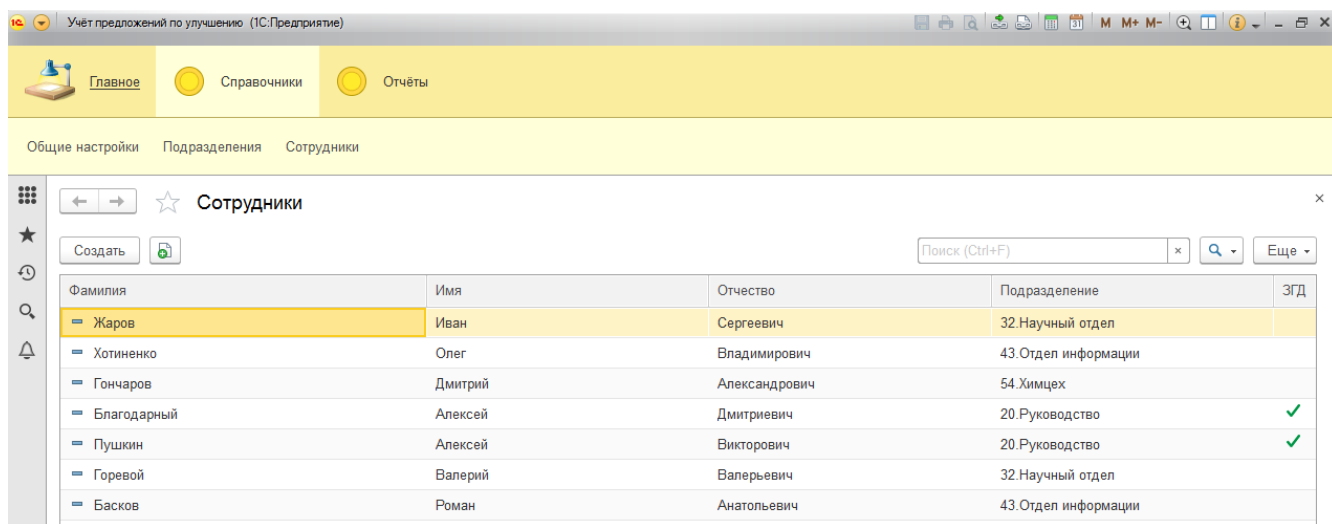 1С Учёт предложений по улучшению (1С:Предприятие) 31 M M+ M- i
Главное Справочники Отчёты
Общие настройки Подразделения Сотрудники
Сотрудники
Создать Поиск (Ctrl+F) Еще
Фамилия Имя Отчество Подразделение ЗГД
Жаров Иван Сергеевич 32.Научный отдел
Хотиненко Олег Владимирович 43.Отдел информации
Гончаров Дмитрий Александрович 54.Химцех
Благодарный Алексей Дмитриевич 20.Руководство
Пушкин Алексей Викторович 20.Руководство
Горевой Валерий Валерьевич 32.Научный отдел
Басков Роман Анатольевич 43.Отдел информации